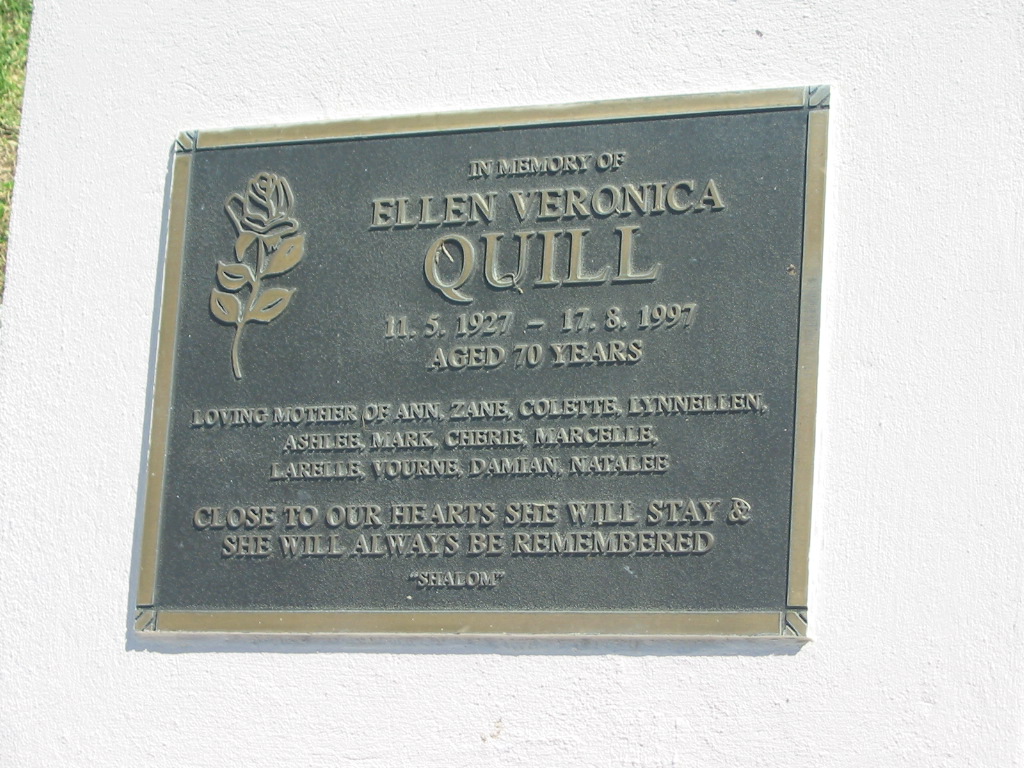 IN MEMORY OF
ELLEN VERONICA
QUILL
11. 5. 1927 – 17. 8. 1997
AGED 70 YEARS
LOVING MOTHER OF ANN, ZANE, COLETTE, LYNNELLEN,
ASHLEE, MARK, CHERIE, MARCELLE,
LARELLE, VOURNE, DAMIAN, NATALEE
CLOSE TO OUR HEARTS SHE WILL STAY &
SHE WILL ALWAYS BE REMEMBERED
"SHALOM"